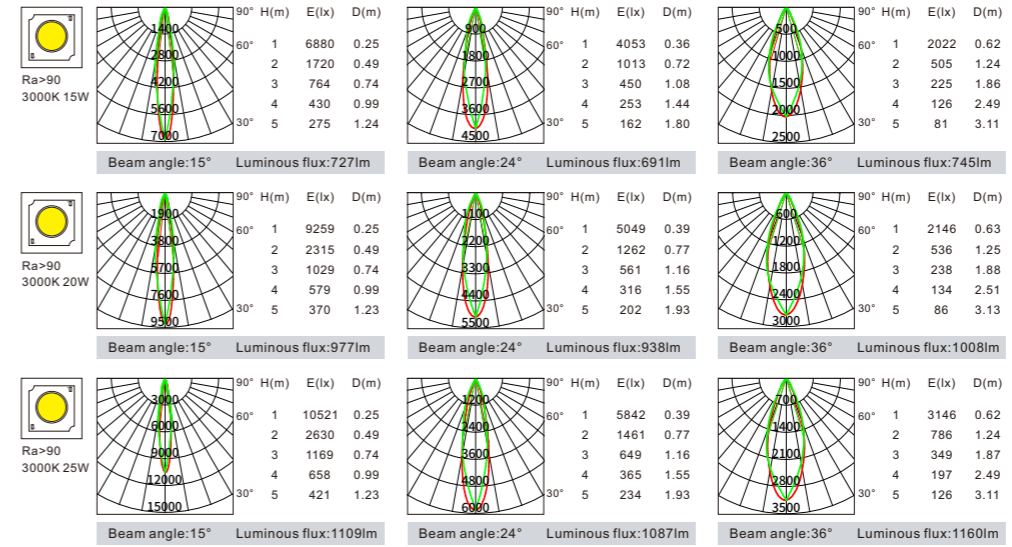 90° H(m) E(lx) D(m)
1400
60° 1 6880 0.25
2800
2 1720 0.49
4200
3 764 0.74
5600
4 430 0.99
7000
30° 5 275 1.24
Ra>90
3000K 15W
Beam angle:15° Luminous flux:727lm
90° H(m) E(lx) D(m)
900
60° 1 4053 0.36
1800
2 1013 0.72
2700
3 450 1.08
3600
4 253 1.44
4500
30° 5 162 1.80
Beam angle:24° Luminous flux:691lm
90° H(m) E(lx) D(m)
500
60° 1 2022 0.62
1000
2 505 1.24
1500
3 225 1.86
2000
4 126 2.49
2500
30° 5 81 3.11
Beam angle:36° Luminous flux:745lm
90° H(m) E(lx) D(m)
1900
60° 1 9259 0.25
3800
2 2315 0.49
5700
3 1029 0.74
7600
4 579 0.99
9500
30° 5 370 1.23
Ra>90
3000K 20W
Beam angle:15° Luminous flux:977lm
90° H(m) E(lx) D(m)
1100
60° 1 5049 0.39
2200
2 1262 0.77
3300
3 561 1.16
4400
4 316 1.55
5500
30° 5 202 1.93
Beam angle:24° Luminous flux:938lm
90° H(m) E(lx) D(m)
600
60° 1 2146 0.63
1200
2 536 1.25
1800
3 238 1.88
2400
4 134 2.51
3000
30° 5 86 3.13
Beam angle:36° Luminous flux:1008lm
90° H(m) E(lx) D(m)
3000
60° 1 10521 0.25
6000
2 2630 0.49
9000
3 1169 0.74
12000
4 658 0.99
15000
30° 5 421 1.23
Ra>90
3000K 25W
Beam angle:15° Luminous flux:1109lm
90° H(m) E(lx) D(m)
1200
60° 1 5842 0.39
2400
2 1461 0.77
3600
3 649 1.16
4800
4 365 1.55
6000
30° 5 234 1.93
Beam angle:24° Luminous flux:1087lm
90° H(m) E(lx) D(m)
700
60° 1 3146 0.62
1400
2 786 1.24
2100
3 349 1.87
2800
4 197 2.49
3500
30° 5 126 3.11
Beam angle:36° Luminous flux:1160lm